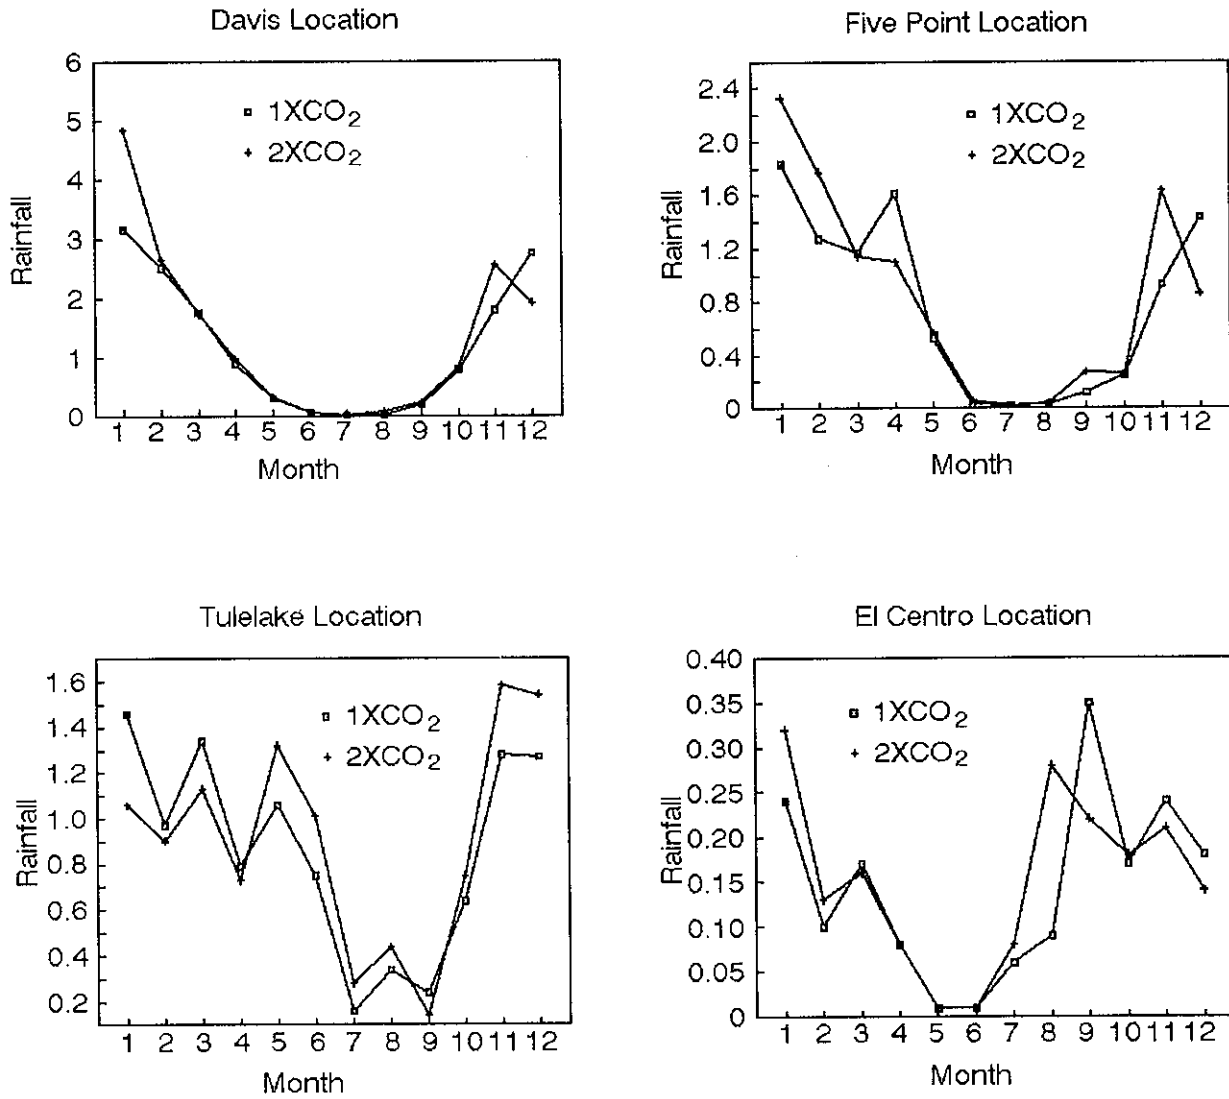 Davis Location
6
5
4
3
2
1
0
Rainfall
1XCO2
2XCO2
1 2 3 4 5 6 7 8 9 10 11 12
Month
Five Point Location
2.4
2.0
1.6
1.2
0.8
0.4
0
Rainfall
1XCO2
2XCO2
1 2 3 4 5 6 7 8 9 10 11 12
Month
Tulelake Location
1.6
1.4
1.2
1.0
0.8
0.6
0.4
0.2
Rainfall
1XCO2
2XCO2
1 2 3 4 5 6 7 8 9 10 11 12
Month
El Centro Location
0.40
0.35
0.30
0.25
0.20
0.15
0.10
0.05
0
Rainfall
1XCO2
2XCO2
1 2 3 4 5 6 7 8 9 10 11 12
Month